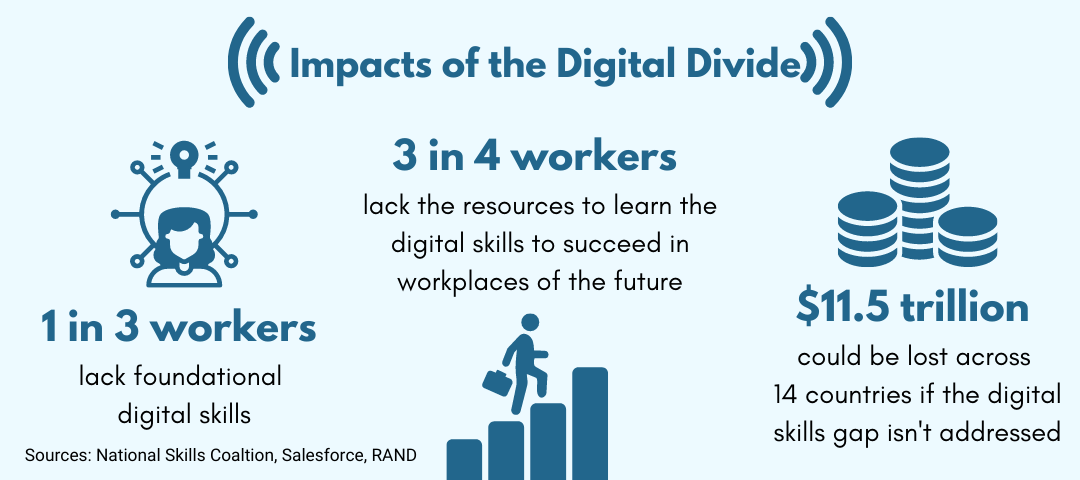 Impacts of the Digital Divide
1 in 3 workers
lack foundational
digital skills
3 in 4 workers
lack the resources to learn the
digital skills to succeed in
workplaces of the future
$11.5 trillion
could be lost across
14 countries if the digital
skills gap isn't addressed
Sources: National Skills Coaltion, Salesforce, RAND